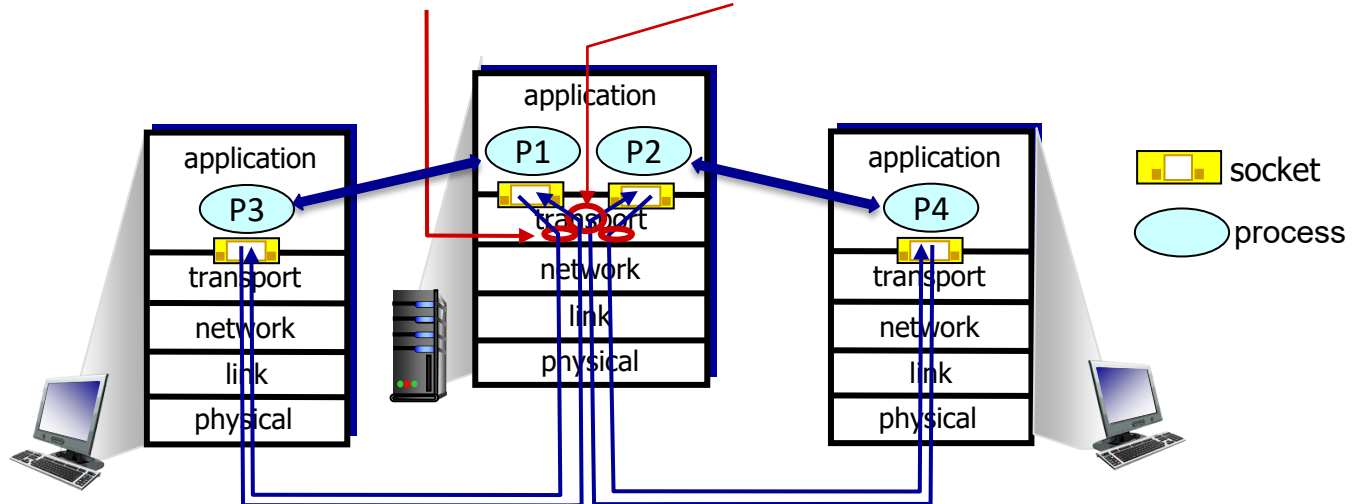 application
P3
transport
network
link
physical
application
P1 P2
transport
network
link
physical
application
P4
transport
network
link
physical
socket
process